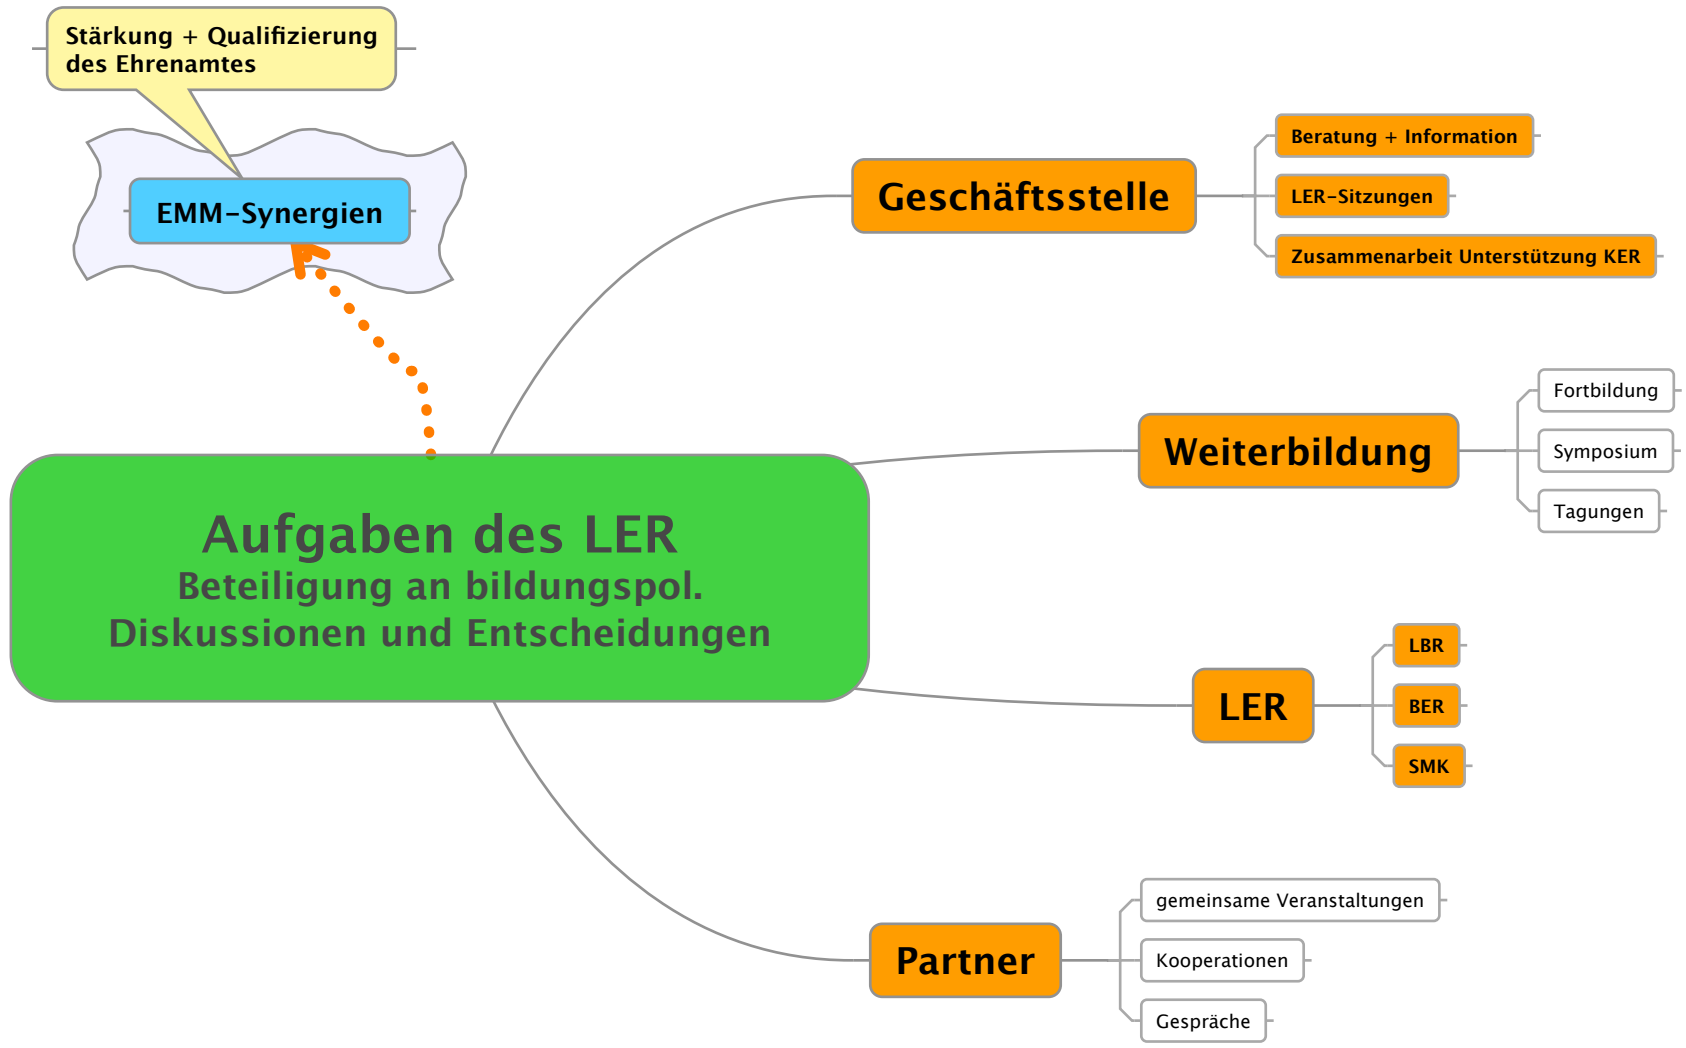 Stärkung + Qualifizierung
des Ehrenamtes
EMM-Synergien
Aufgaben des LER
Beteiligung an bildungspol.
Diskussionen und Entscheidungen
Geschäftsstelle
Beratung + Information
LER-Sitzungen
Zusammenarbeit Unterstützung KER
Weiterbildung
Fortbildung
Symposium
Tagungen
LER
LBR
BER
SMK
Partner
gemeinsame Veranstaltungen
Kooperationen
Gespräche